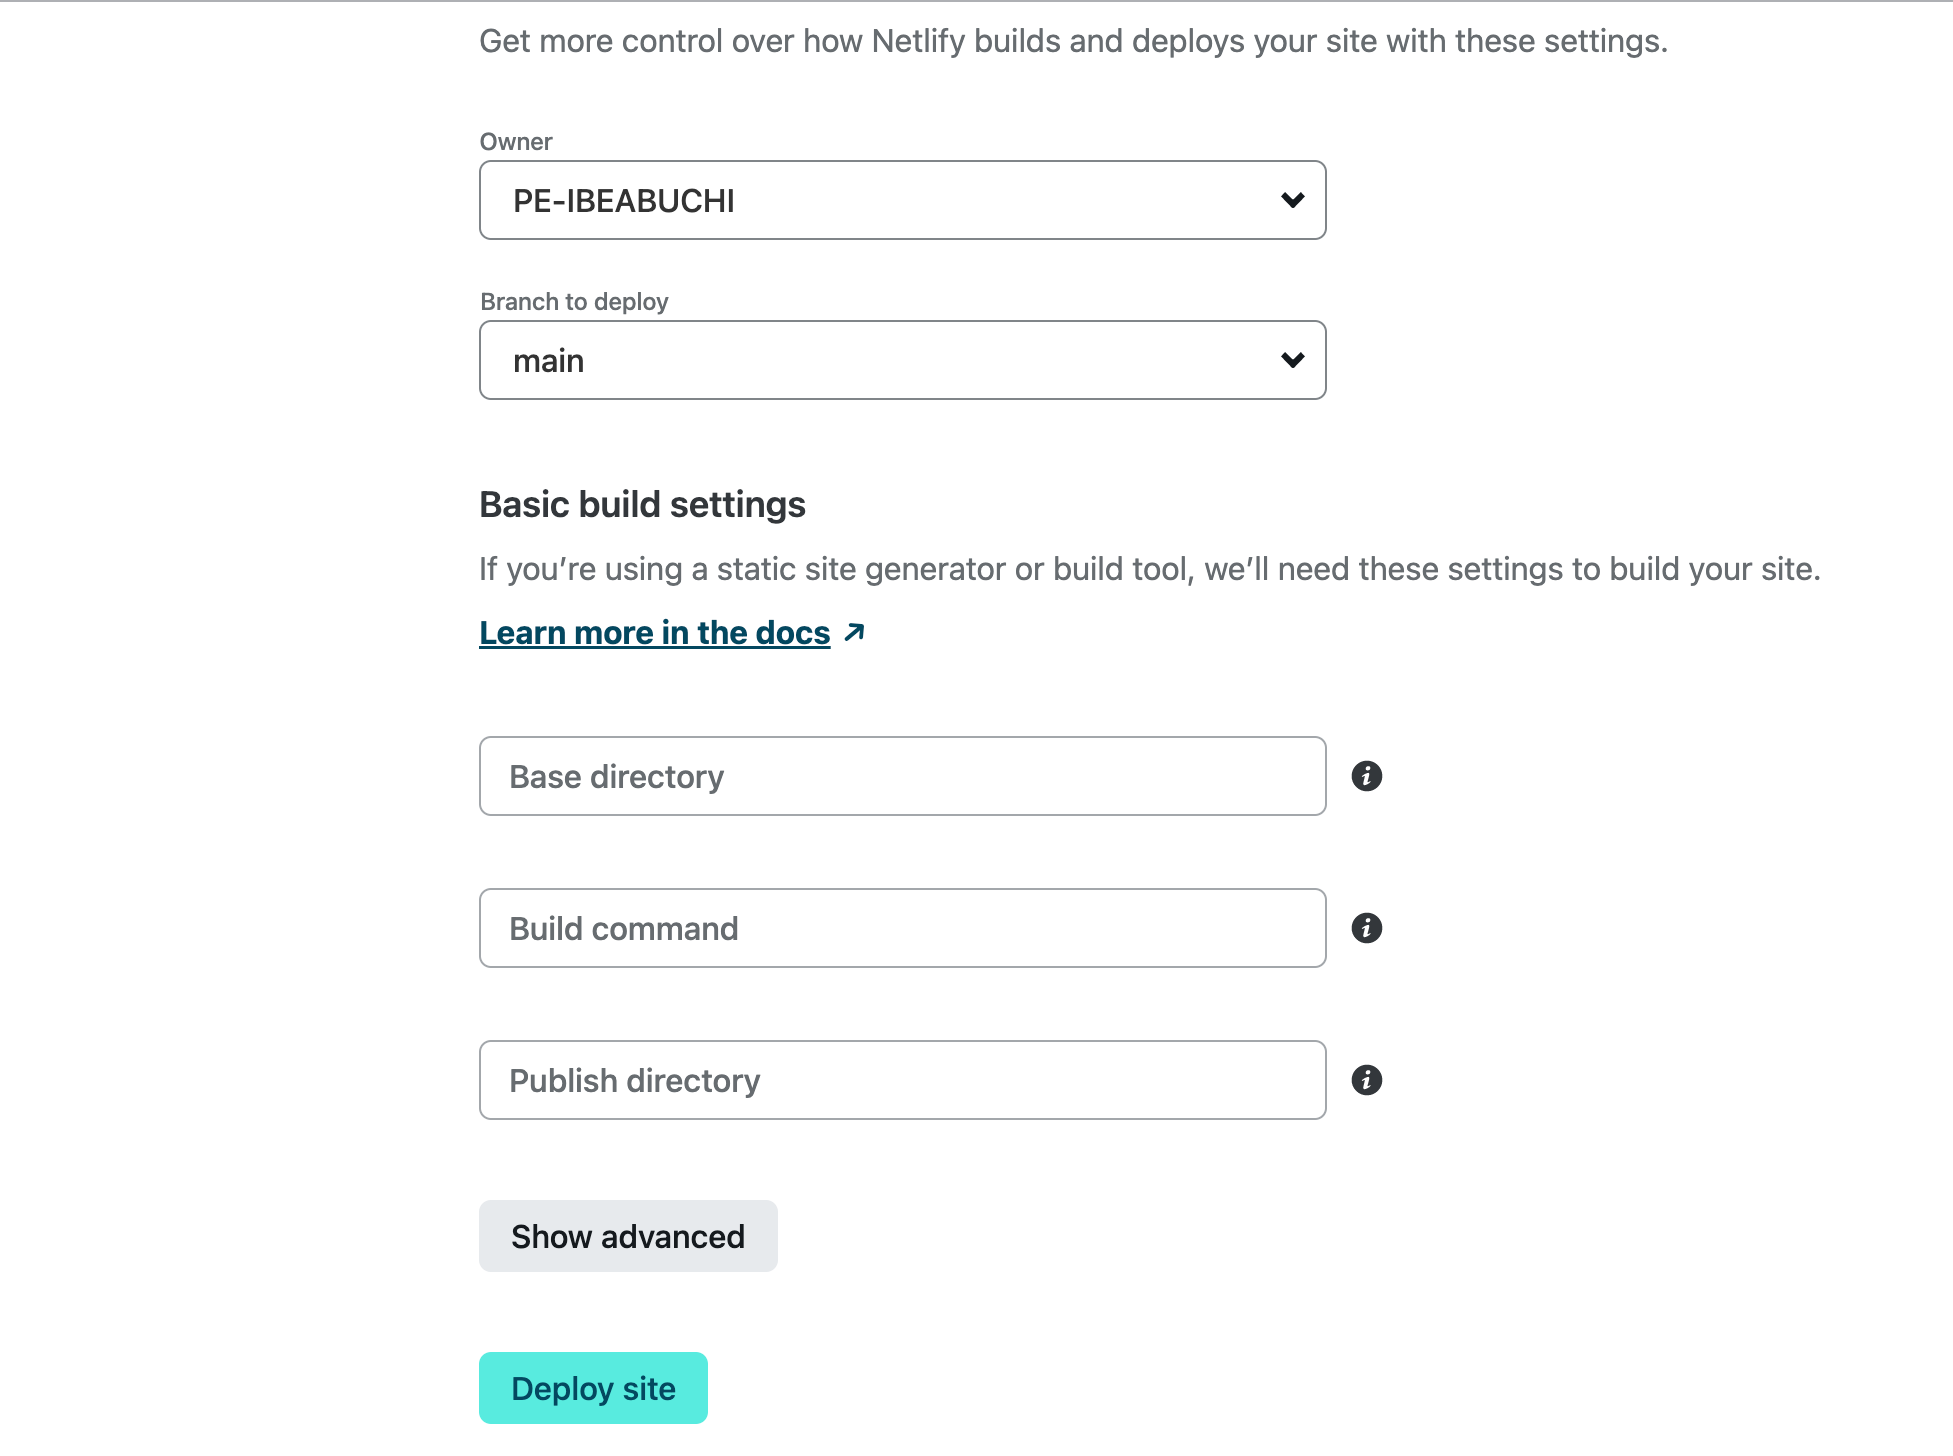 Get more control over how Netlify builds and deploys your site with these settings.
Owner
PE-IBEABUCHI
Branch to deploy
main
Basic build settings
If you’re using a static site generator or build tool, we’ll need these settings to build your site.
Learn more in the docs
Base directory
Build command
Publish directory
Show advanced
Deploy site